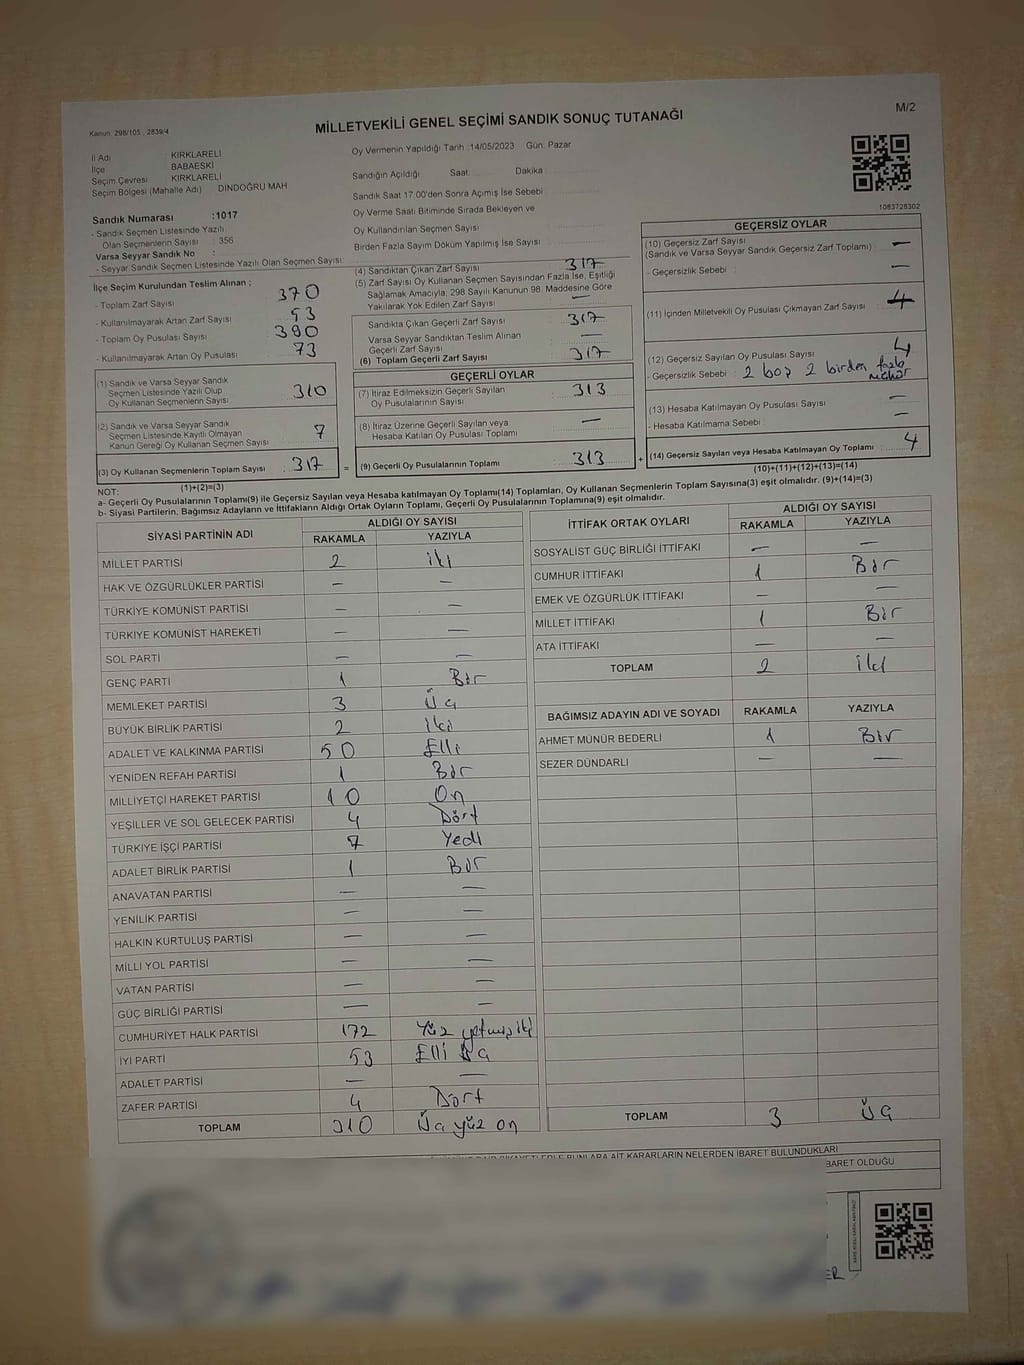 Kanun: 298/105, 2839/4
MİLLETVEKİLİ GENEL SEÇİMİ SANDIK SONUÇ TUTANAĞI
M/2
İl Adı KIRKLARELİ
İlçe BABAESKİ
Seçim Çevresi KIRKLARELİ
Seçim Bölgesi (Mahalle Adı) DİNDOĞRU MAH
Sandık Numarası :1017
- Sandık Seçmen Listesinde Yazılı
Olan Seçmenlerin Sayısı : 356
Varsa Seyyar Sandık No :
- Seyyar Sandık Seçmen Listesinde Yazılı Olan Seçmen Sayısı:
Oy Vermenin Yapıldığı Tarih :14/05/2023 Gün: Pazar
Sandığın Açıldığı Saat Dakika
Sandık Saat 17:00'den Sonra Açılmış İse Sebebi
Oy Verme Saati Bitiminde Sırada Bekleyen ve
Oy Kullandırılan Seçmen Sayısı
Birden Fazla Sayım Döküm Yapılmış İse Sayısı
1083728302
İlçe Seçim Kurulundan Teslim Alınan ;
- Toplam Zarf Sayısı 370
- Kullanılmayarak Artan Zarf Sayısı 53
- Toplam Oy Pusulası Sayısı 390
- Kullanılmayarak Artan Oy Pusulası 73
(4) Sandıktan Çıkan Zarf Sayısı 317
(5) Zarf Sayısı Oy Kullanan Seçmen Sayısından Fazla İse, Eşitliği
Sağlamak Amacıyla, 298 Sayılı Kanunun 98. Maddesine Göre
Yakılarak Yok Edilen Zarf Sayısı —
Sandıkta Çıkan Geçerli Zarf Sayısı 317
Varsa Seyyar Sandıktan Teslim Alınan
Geçerli Zarf Sayısı —
(6) Toplam Geçerli Zarf Sayısı 317
GEÇERSİZ OYLAR
(10) Geçersiz Zarf Sayısı —
(Sandık ve Varsa Seyyar Sandık Geçersiz Zarf Toplamı)
- Geçersizlik Sebebi : —
(11) İçinden Milletvekili Oy Pusulası Çıkmayan Zarf Sayısı
(12) Geçersiz Sayılan Oy Pusulası Sayısı 4
- Geçersizlik Sebebi : 2 boş 2 birden fazla mühür
(13) Hesaba Katılmayan Oy Pusulası Sayısı —
- Hesaba Katılmama Sebebi —
(14) Geçersiz Sayılan veya Hesaba Katılmayan Oy Toplamı 4
(10)+(11)+(12)+(13)=(14)
(1) Sandık ve Varsa Seyyar Sandık
Seçmen Listesinde Yazılı Olup
Oy Kullanan Seçmenlerin Sayısı 310
(2) Sandık ve Varsa Seyyar Sandık
Seçmen Listesinde Kayıtlı Olmayan
Kanun Gereği Oy Kullanan Seçmen Sayısı 7
(3) Oy Kullanan Seçmenlerin Toplam Sayısı 317 =
(1)+(2)=(3)
GEÇERLİ OYLAR
(7) İtiraz Edilmeksizin Geçerli Sayılan
Oy Pusulalarının Sayısı 313
(8) İtiraz Üzerine Geçerli Sayılan veya
Hesaba Katılan Oy Pusulası Toplamı —
(9) Geçerli Oy Pusulalarının Toplamı 313 +
NOT:
a- Geçerli Oy Pusulalarının Toplamı(9) ile Geçersiz Sayılan veya Hesaba katılmayan Oy Toplamı(14) Toplamları, Oy Kullanan Seçmenlerin Toplam Sayısına(3) eşit olmalıdır. (9)+(14)=(3)
b- Siyasi Partilerin, Bağımsız Adayların ve İttifakların Aldığı Ortak Oyların Toplamı, Geçerli Oy Pusulalarının Toplamına(9) eşit olmalıdır.
SİYASİ PARTİNİN ADI ALDIĞI OY SAYISI
RAKAMLA YAZIYLA
MİLLET PARTİSİ 2 iki
HAK VE ÖZGÜRLÜKLER PARTİSİ — —
TÜRKİYE KOMÜNİST PARTİSİ — —
TÜRKİYE KOMÜNİST HAREKETİ — —
SOL PARTİ — —
GENÇ PARTİ 1 Bir
MEMLEKET PARTİSİ 3 Üç
BÜYÜK BİRLİK PARTİSİ 2 iki
ADALET VE KALKINMA PARTİSİ 50 Elli
YENİDEN REFAH PARTİSİ 1 Bir
MİLLİYETÇİ HAREKET PARTİSİ 10 On
YEŞİLLER VE SOL GELECEK PARTİSİ 4 Dört
TÜRKİYE İŞÇİ PARTİSİ 7 Yedi
ADALET BİRLİK PARTİSİ 1 Bir
ANAVATAN PARTİSİ — —
YENİLİK PARTİSİ — —
HALKIN KURTULUŞ PARTİSİ — —
MİLLİ YOL PARTİSİ — —
VATAN PARTİSİ — —
GÜÇ BİRLİĞİ PARTİSİ — —
CUMHURİYET HALK PARTİSİ 172 Yüz yetmiş iki
İYİ PARTİ 53 Elli Üç
ADALET PARTİSİ — —
ZAFER PARTİSİ 4 Dört
TOPLAM 310 Üç yüz on
İTTİFAK ORTAK OYLARI ALDIĞI OY SAYISI
RAKAMLA YAZIYLA
SOSYALİST GÜÇ BİRLİĞİ İTTİFAKI — —
CUMHUR İTTİFAKI 1 Bir
EMEK VE ÖZGÜRLÜK İTTİFAKI — —
MİLLET İTTİFAKI 1 Bir
ATA İTTİFAKI — —
TOPLAM 2 iki
BAĞIMSIZ ADAYIN ADI VE SOYADI RAKAMLA YAZIYLA
AHMET MÜNÜR BEDERLİ 1 Bir
SEZER DÜNDARLI — —
TOPLAM 3 Üç
BUNLARA AİT KARARLARIN NELERDEN İBARET BULUNDUKLARI
BARET OLDUĞU
ER